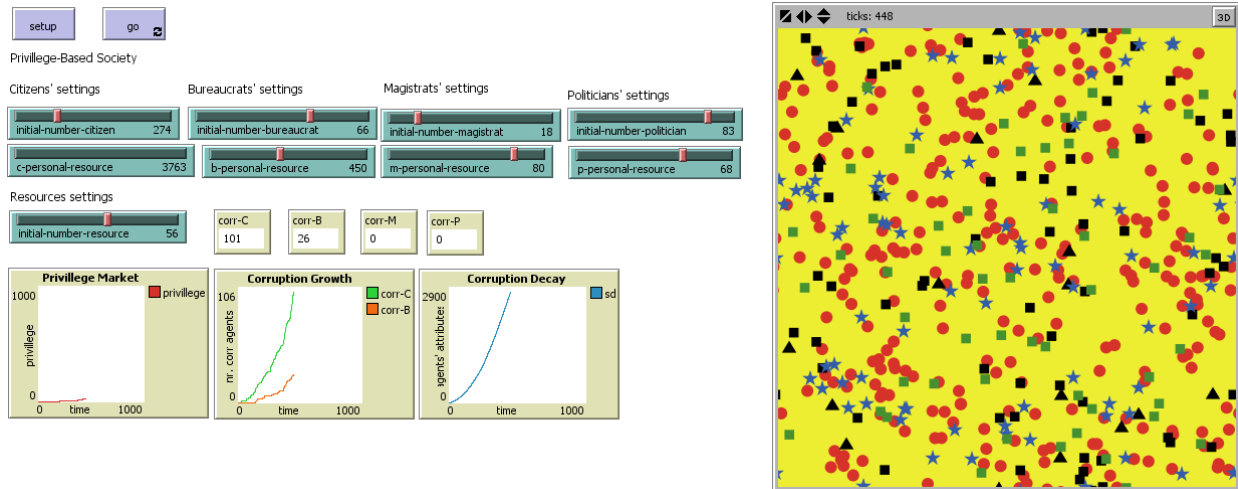 setup
go
Privilege-Based Society
Citizens' settings
Bureaucrats' settings
Magistrats' settings
Politicians' settings
initial-number-citizen 274
initial-number-bureaucrat 66
initial-number-magistrat 18
initial-number-politician 83
c-personal-resource 3763
b-personal-resource 450
m-personal-resource 80
p-personal-resource 68
Resources settings
initial-number-resource 56
corr-C
101
corr-B
26
corr-M
0
corr-P
0
Privillege Market
1000
privillege
0
0 time 1000
privillege
Corruption Growth
106
nr. corr agents
0
0 time 1000
corr-C
corr-B
Corruption Decay
2900
agents' attributes
0
0 time 1000
sd
ticks: 448
3D